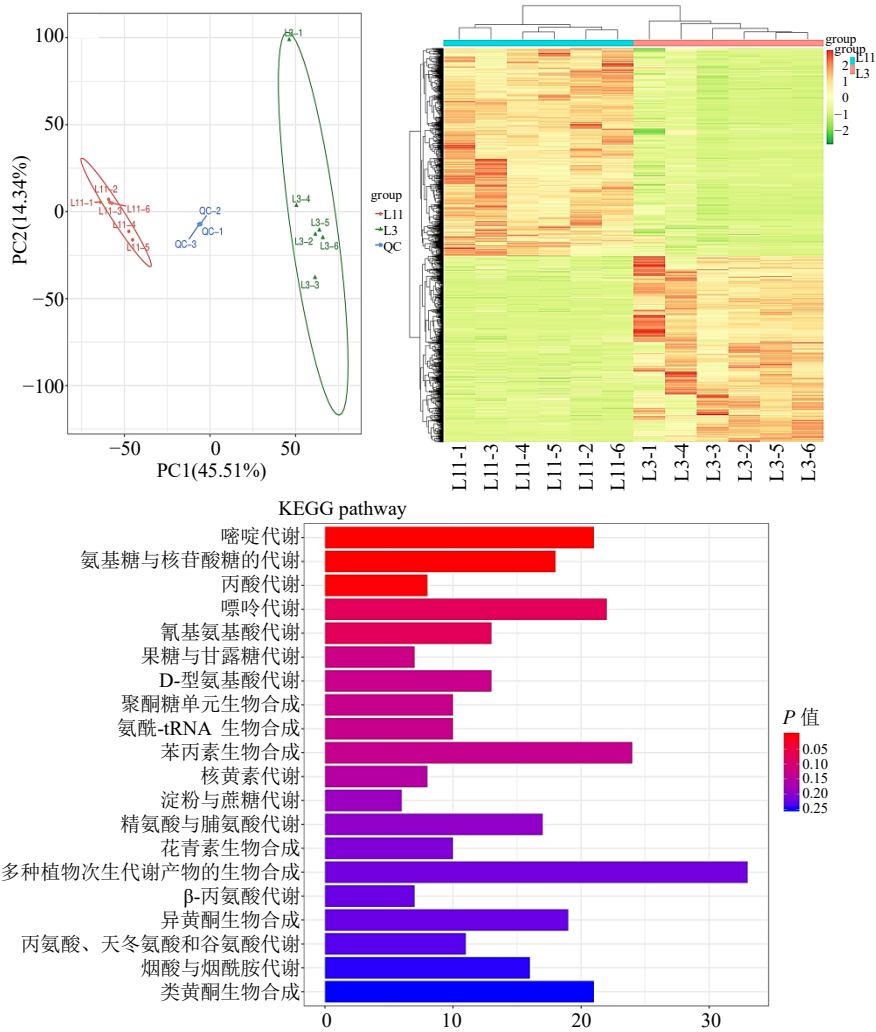 100
50
0
−50
−100
PC2(14.34%)
−50
0
50
PC1(45.51%)
L3-1
L3-4
L3-5
L3-2
L3-6
L3-3
L11-2
L11-1
L11-6
L11-3
L11-4
L11-5
QC-2
QC-1
QC-3
group
L11
L3
QC
group
group
2
1
0
−1
−2
L11
L3
L11-1
L11-3
L11-4
L11-5
L11-2
L11-6
L3-1
L3-4
L3-3
L3-2
L3-5
L3-6
KEGG pathway
嘧啶代谢
氨基糖与核苷酸糖的代谢
丙酸代谢
嘌呤代谢
氰基氨基酸代谢
果糖与甘露糖代谢
D-型氨基酸代谢
聚酮糖单元生物合成
氨酰-tRNA 生物合成
苯丙素生物合成
核黄素代谢
淀粉与蔗糖代谢
精氨酸与脯氨酸代谢
花青素生物合成
多种植物次生代谢产物的生物合成
β-丙氨酸代谢
异黄酮生物合成
丙氨酸、天冬氨酸和谷氨酸代谢
烟酸与烟酰胺代谢
类黄酮生物合成
0
10
20
30
P 值
0.05
0.10
0.15
0.20
0.25